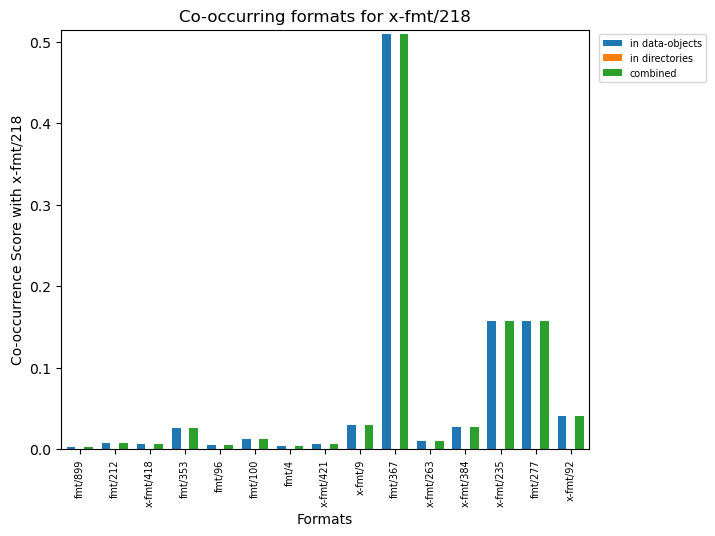 Co-occurring formats for x-fmt/218
in data-objects
in directories
combined
Co-occurrence Score with x-fmt/218
0.5
0.4
0.3
0.2
0.1
0.0
fmt/899
fmt/212
x-fmt/418
fmt/353
fmt/96
fmt/100
fmt/4
x-fmt/421
x-fmt/9
fmt/367
x-fmt/263
x-fmt/384
x-fmt/235
fmt/277
x-fmt/92
Formats